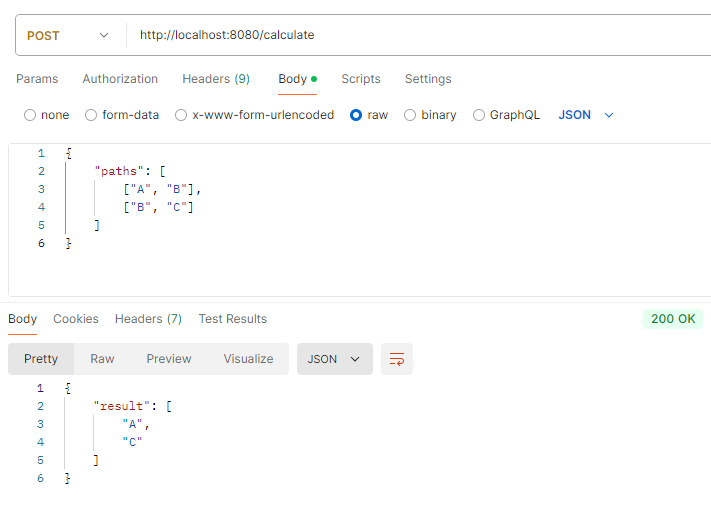 POST http://localhost:8080/calculate
Params Authorization Headers (9) Body Scripts Settings
none form-data x-www-form-urlencoded raw binary GraphQL JSON
1 {
2 "paths": [
3 ["A", "B"],
4 ["B", "C"]
5 ]
6 }
Body Cookies Headers (7) Test Results 200 OK
Pretty Raw Preview Visualize JSON
1 {
2 "result": [
3 "A",
4 "C"
5 ]
6 }